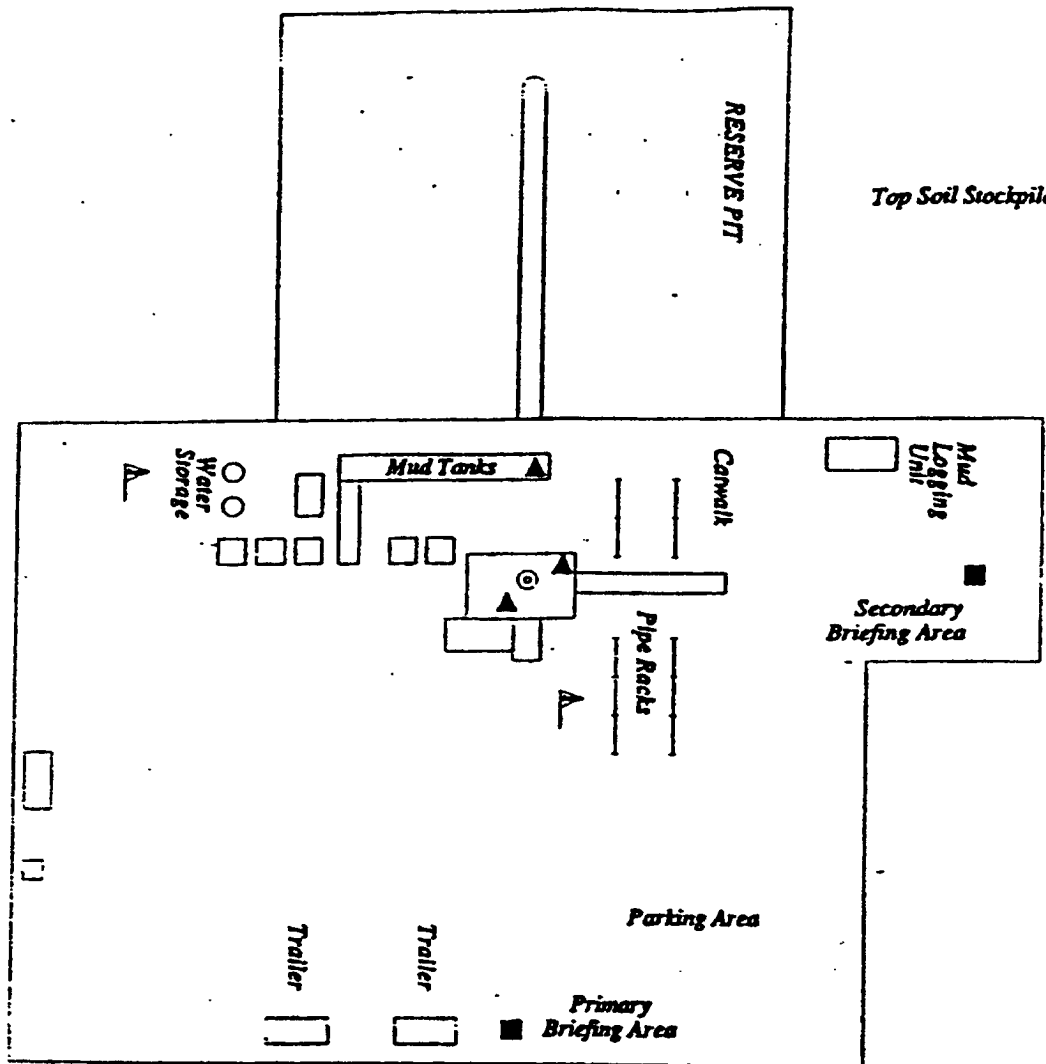 RESERVE PIT
Top Soil Stockpile
Water
Storage
Mud Tanks
Catwalk
Mud
Logging
Unit
Secondary
Briefing Area
Pipe Racks
Parking Area
Trailer
Trailer
Primary
Briefing Area